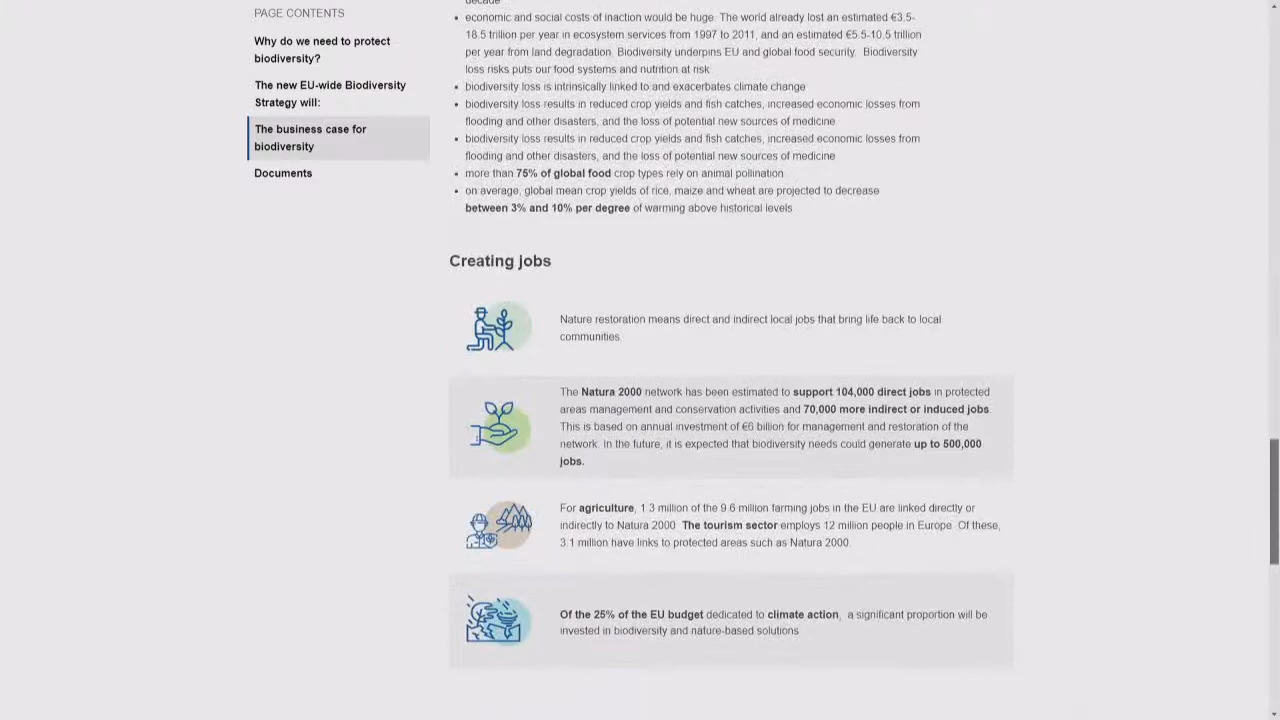 PAGE CONTENTS
Why do we need to protect
biodiversity?
The new EU-wide Biodiversity
Strategy will:
The business case for
biodiversity
Documents
decade
economic and social costs of inaction would be huge. The world already lost an estimated €3.5-
18.5 trillion per year in ecosystem services from 1997 to 2011, and an estimated €5.5-10.5 trillion
per year from land degradation. Biodiversity underpins EU and global food security. Biodiversity
loss risks puts our food systems and nutrition at risk
biodiversity loss is intrinsically linked to and exacerbates climate change
biodiversity loss results in reduced crop yields and fish catches, increased economic losses from
flooding and other disasters, and the loss of potential new sources of medicine
biodiversity loss results in reduced crop yields and fish catches, increased economic losses from
flooding and other disasters, and the loss of potential new sources of medicine
more than 75% of global food crop types rely on animal pollination
on average, global mean crop yields of rice, maize and wheat are projected to decrease
between 3% and 10% per degree of warming above historical levels
Creating jobs
Nature restoration means direct and indirect local jobs that bring life back to local
communities.
The Natura 2000 network has been estimated to support 104,000 direct jobs in protected
areas management and conservation activities and 70,000 more indirect or induced jobs.
This is based on annual investment of €6 billion for management and restoration of the
network. In the future, it is expected that biodiversity needs could generate up to 500,000
jobs.
For agriculture, 1.3 million of the 9.6 million farming jobs in the EU are linked directly or
indirectly to Natura 2000. The tourism sector employs 12 million people in Europe. Of these,
3.1 million have links to protected areas such as Natura 2000.
Of the 25% of the EU budget dedicated to climate action, a significant proportion will be
invested in biodiversity and nature-based solutions